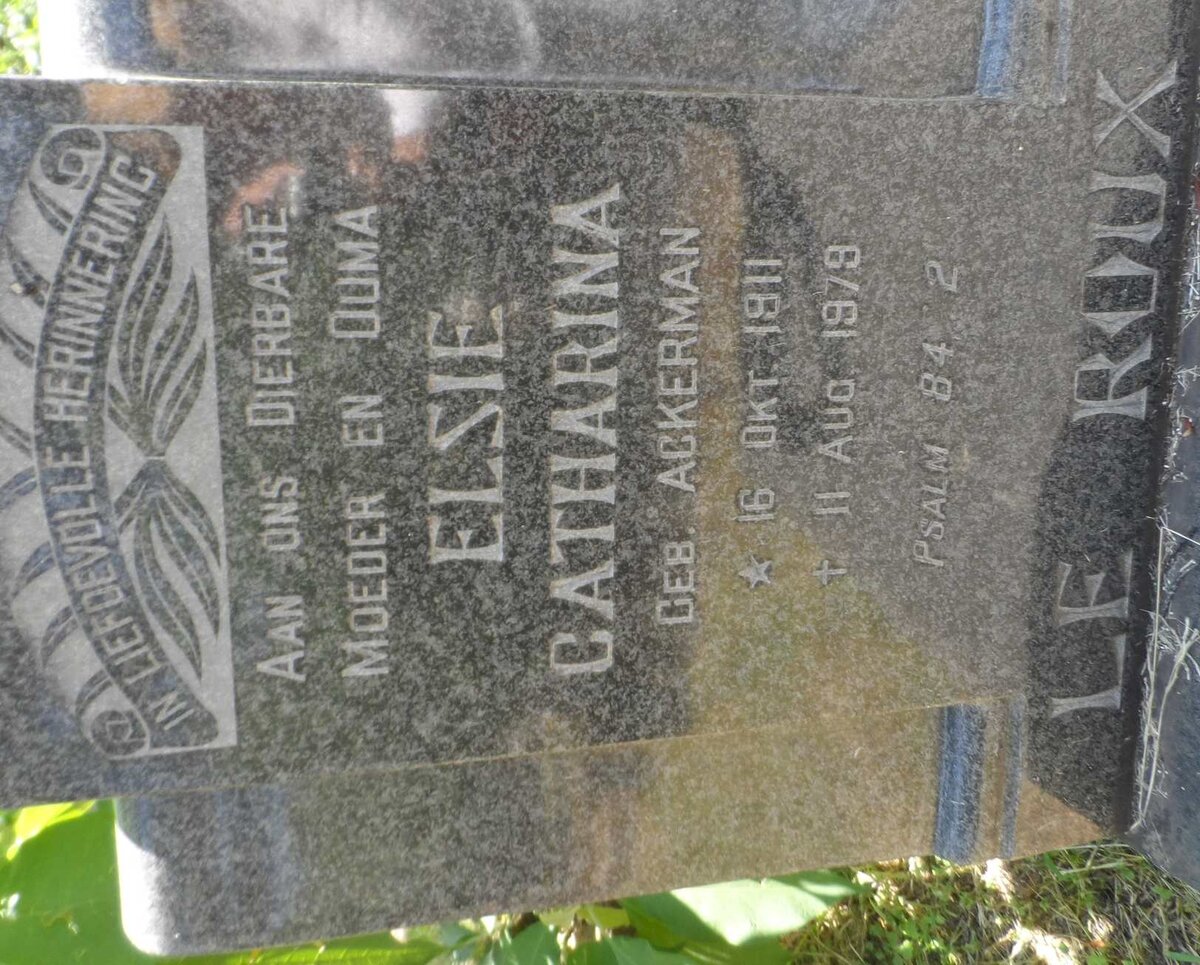 IN LIEFDEVOLLE HERINNERING
AAN ONS DIERBARE
MOEDER EN OUMA
ELSIE
CATHARINA
GEB. ACKERMAN
★ 16 OKT 1911
† 11 AUG 1978
PSALM 84 2
LE ROUX